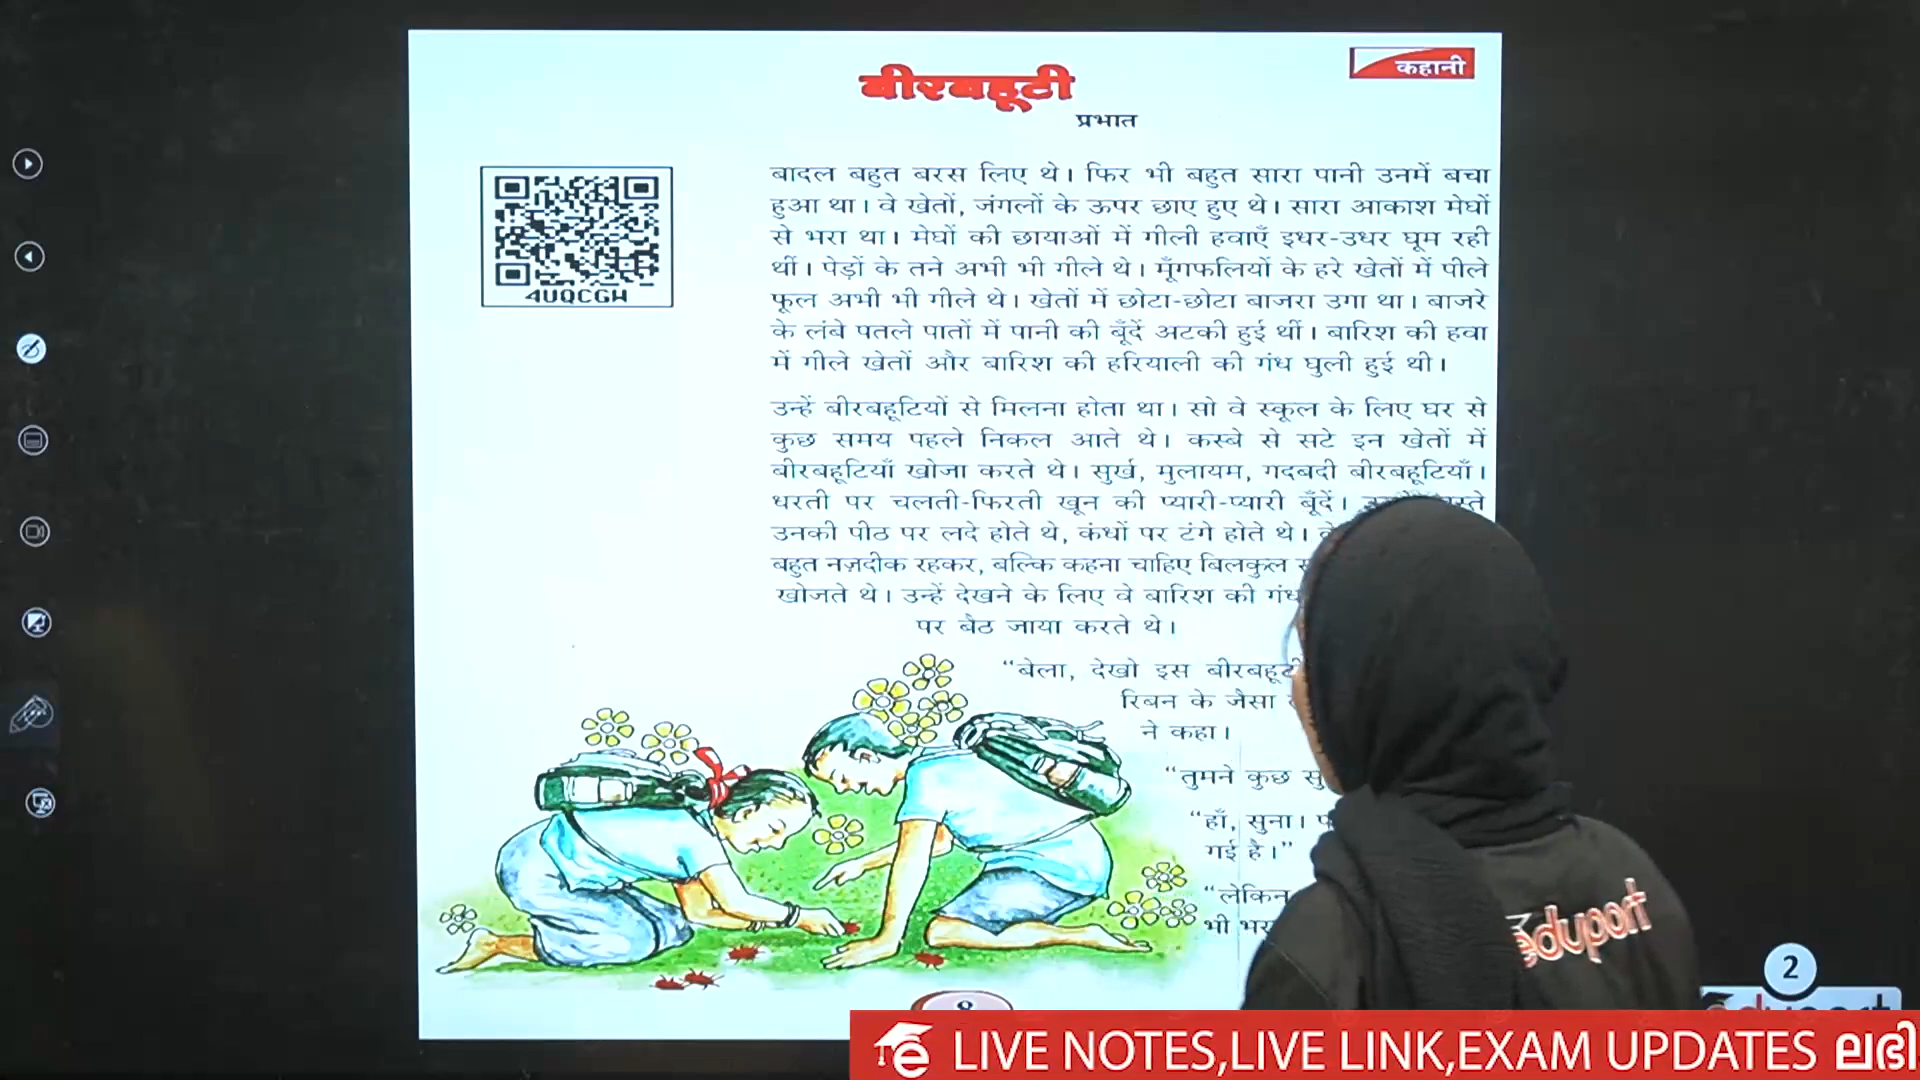 कहानी
बीरबहूटी
प्रभात
4UQCGW
बादल बहुत बरस लिए थे। फिर भी बहुत सारा पानी उनमें बचा
हुआ था। वे खेतों, जंगलों के ऊपर छाए हुए थे। सारा आकाश मेघों
से भरा था। मेघों की छायाओं में गीली हवाएँ इधर-उधर घूम रही
थीं। पेड़ों के तने अभी भी गीले थे। मूँगफलियों के हरे खेतों में पीले
फूल अभी भी गीले थे। खेतों में छोटा-छोटा बाजरा उगा था। बाजरे
के लंबे पतले पातों में पानी की बूँदें अटकी हुई थीं। बारिश की हवा
में गीले खेतों और बारिश की हरियाली की गंध घुली हुई थी।
उन्हें बीरबहूटियों से मिलना होता था। सो वे स्कूल के लिए घर से
कुछ समय पहले निकल आते थे। कस्बे से सटे इन खेतों में
बीरबहूटियाँ खोजा करते थे। सुर्ख, मुलायम, गदबदी बीरबहूटियाँ।
धरती पर चलती-फिरती खून की प्यारी-प्यारी बूँदें।
उनकी पीठ पर लदे होते थे, कंधों पर टंगे होते थे।
बहुत नज़दीक रहकर, बल्कि कहना चाहिए बिलकुल
खोजते थे। उन्हें देखने के लिए वे बारिश की गंध
पर बैठ जाया करते थे।
“बेला, देखो इस बीरबहूटी
रिबन के जैसा
ने कहा।
“तुमने कुछ
“हाँ, सुना।
गई है।”
“लेकिन
भी
eduport
2
LIVE NOTES,LIVE LINK,EXAM UPDATES ലഭി